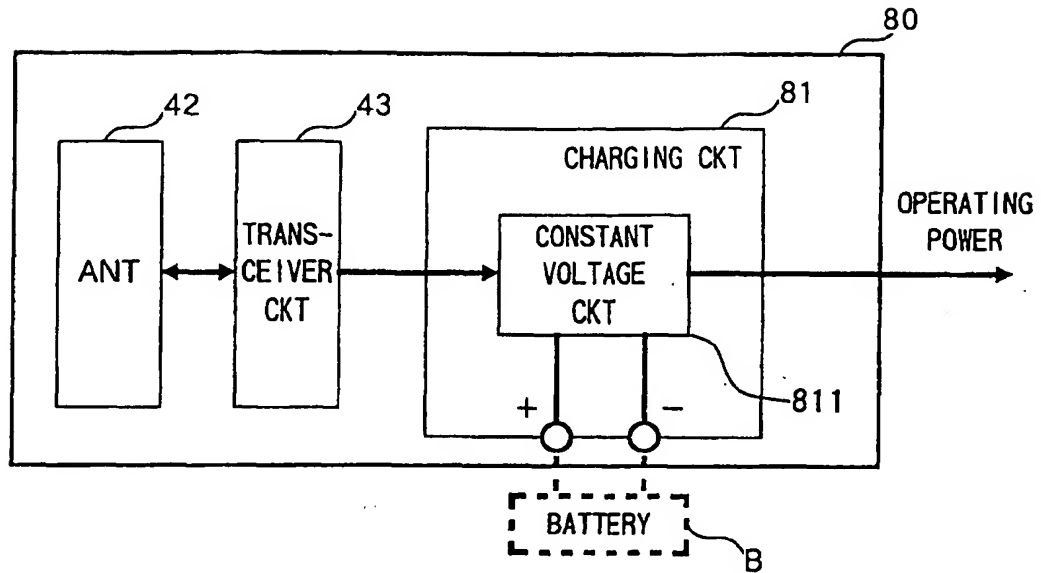 80
42
43
81
CHARGING CKT
ANT
TRANS-
CEIVER
CKT
CONSTANT
VOLTAGE
CKT
OPERATING
POWER
811
+
-
BATTERY
B